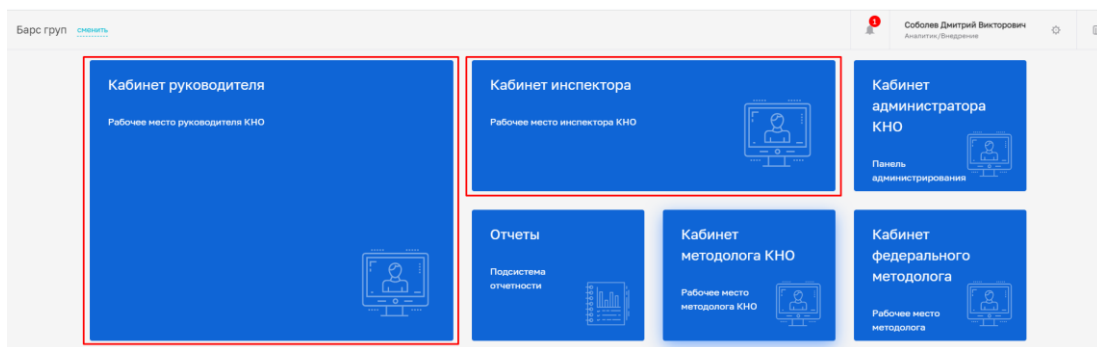 Барс груп сменить
1
Соболев Дмитрий Викторович
Аналитик/Внедрение
Кабинет руководителя
Рабочее место руководителя КНО
Кабинет инспектора
Рабочее место инспектора КНО
Кабинет
администратора
КНО
Панель
администрирования
Отчеты
Подсистема
отчетности
Кабинет
методолога КНО
Рабочее место
методолога КНО
Кабинет
федерального
методолога
Рабочее место
методолога